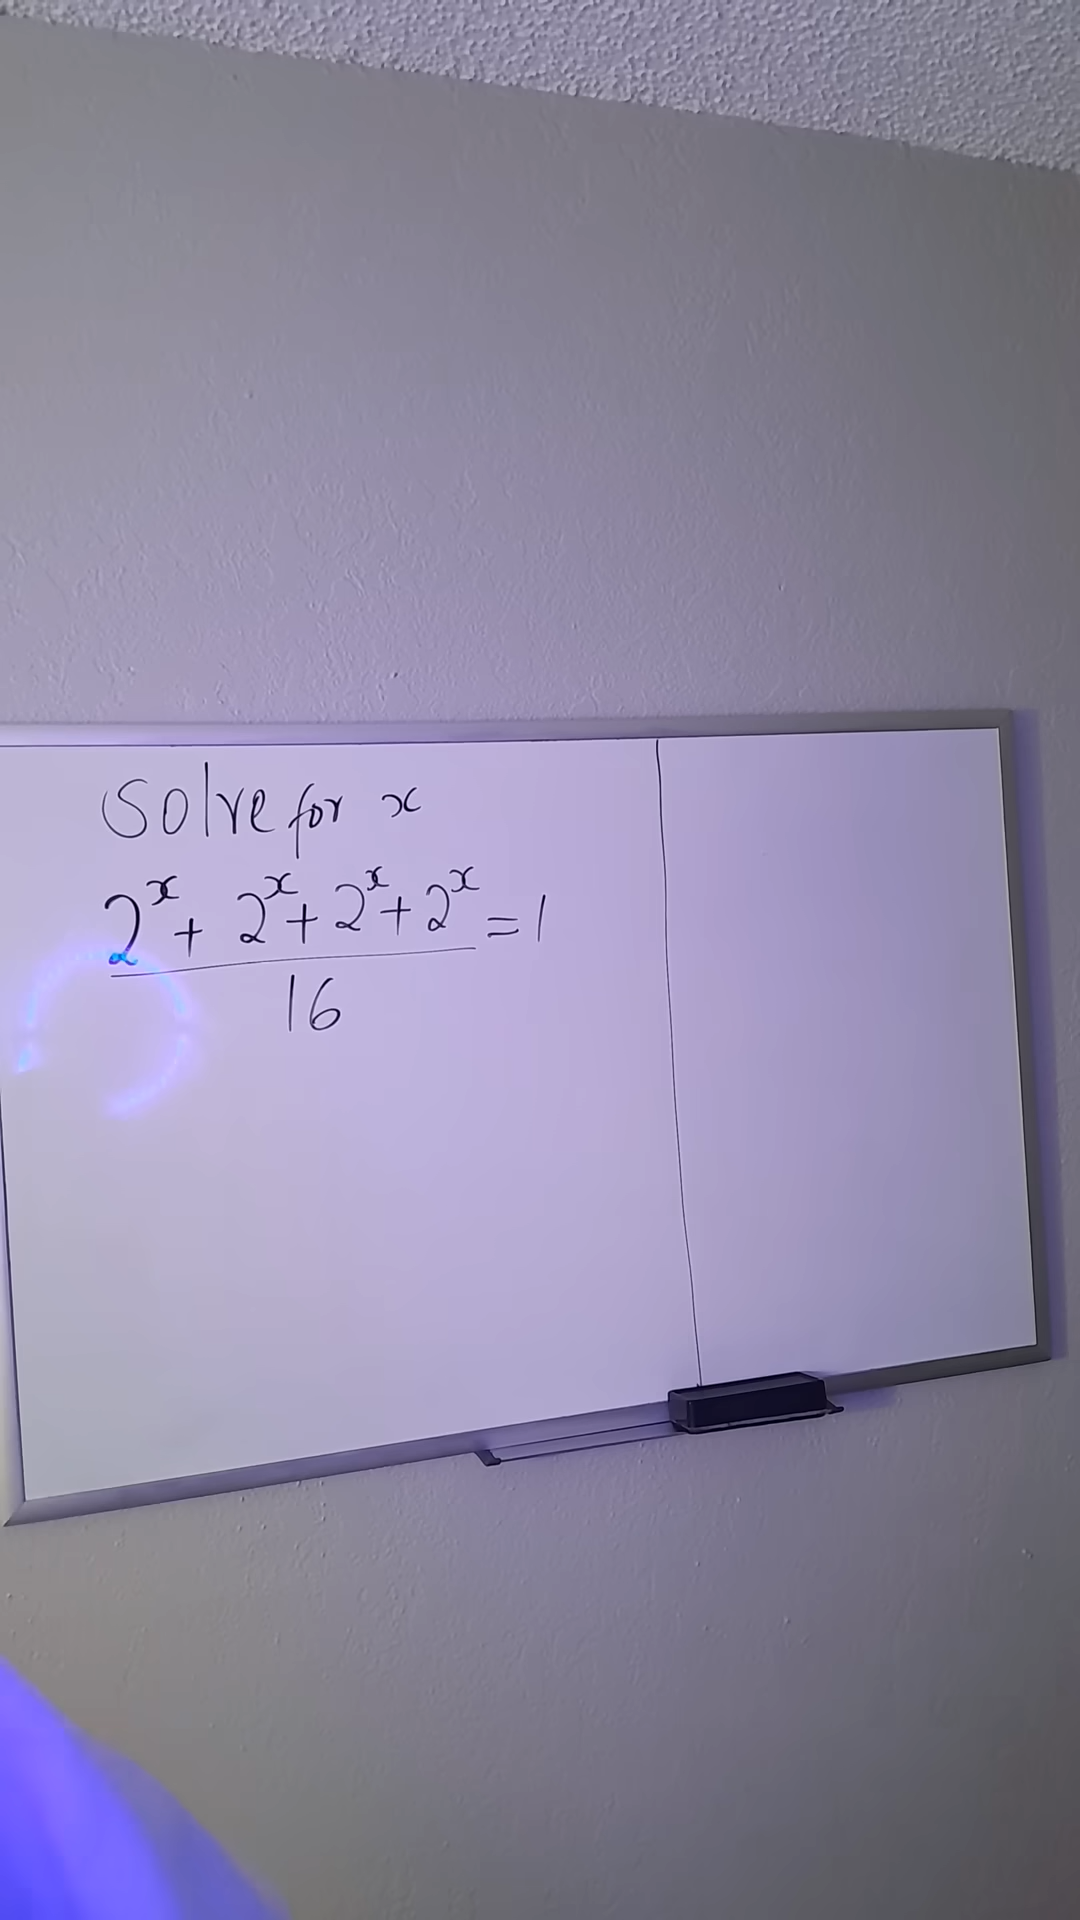 Solve for x
2^x + 2^x + 2^x + 2^x = 1
16